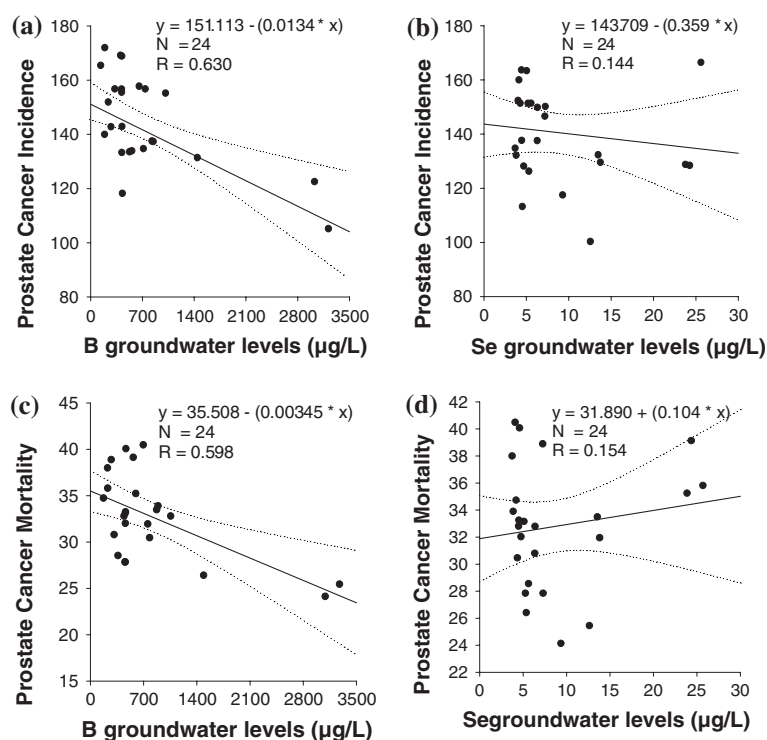 (a)
y = 151.113 - (0.0134 * x)
N = 24
R = 0.630
Prostate Cancer Incidence
180
160
140
120
100
80
0 700 1400 2100 2800 3500
B groundwater levels (µg/L)
(b)
y = 143.709 - (0.359 * x)
N = 24
R = 0.144
Prostate Cancer Incidence
180
160
140
120
100
80
0 5 10 15 20 25 30
Se groundwater levels (µg/L)
(c)
y = 35.508 - (0.00345 * x)
N = 24
R = 0.598
Prostate Cancer Mortality
45
40
35
30
25
20
15
0 700 1400 2100 2800 3500
B groundwater levels (µg/L)
(d)
y = 31.890 + (0.104 * x)
N = 24
R = 0.154
Prostate Cancer Mortality
42
40
38
36
34
32
30
28
26
24
22
0 5 10 15 20 25 30
Segroundwater levels (µg/L)